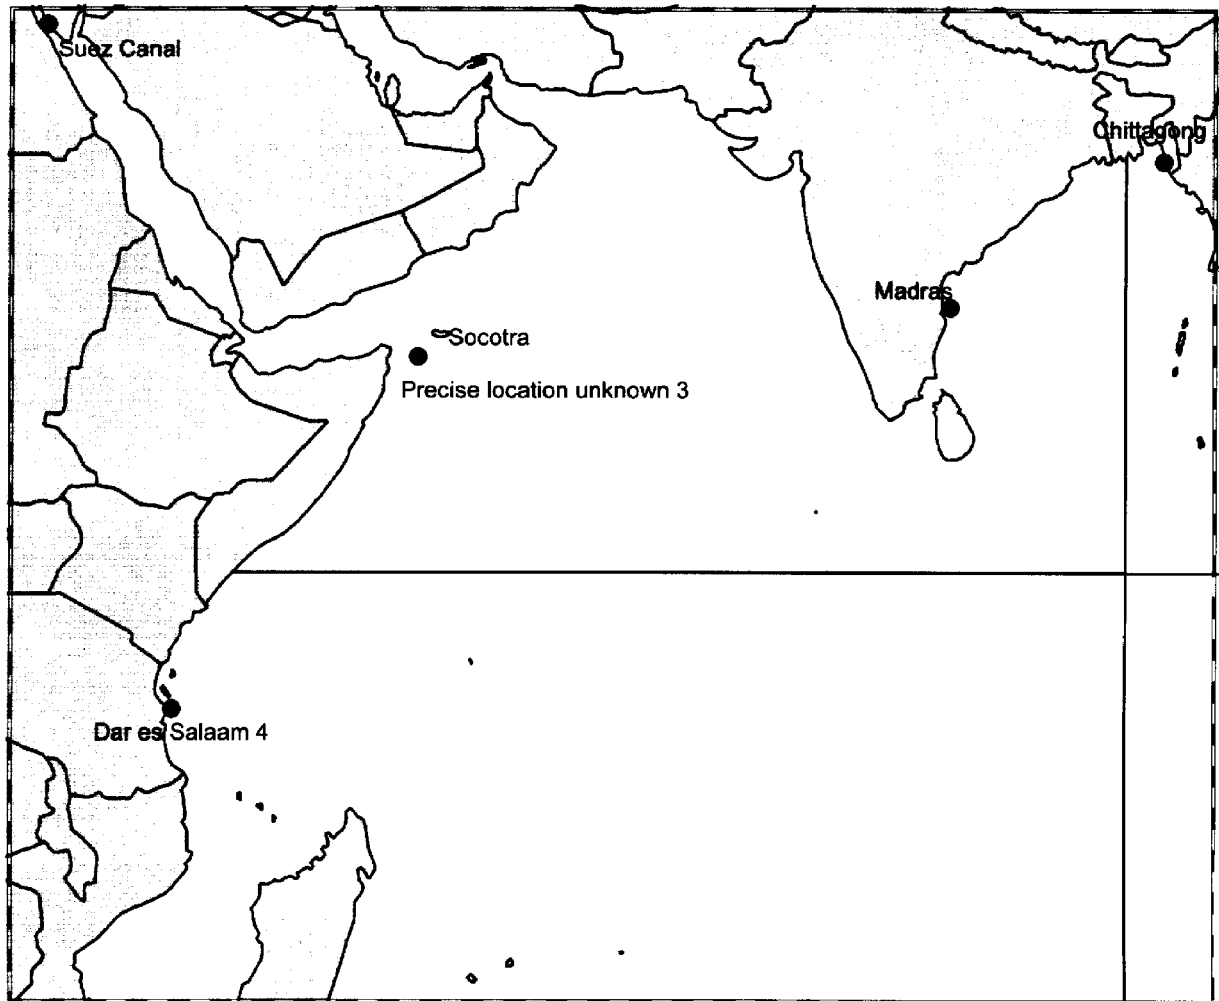 Suez Canal
Chittagong
Madras
Socotra
Precise location unknown 3
Dar es Salaam 4